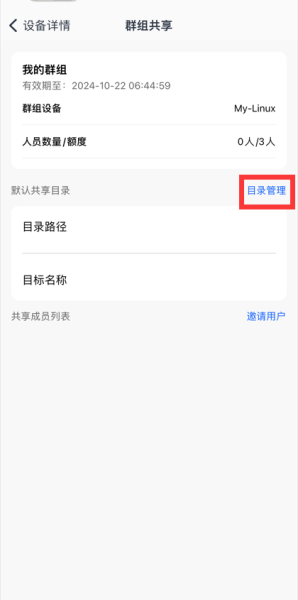 设备详情 群组共享
我的群组
有效期至：2024-10-22 06:44:59
群组设备 My-Linux
人员数量/额度 0人/3人
默认共享目录 目录管理
目录路径
目标名称
共享成员列表 邀请用户